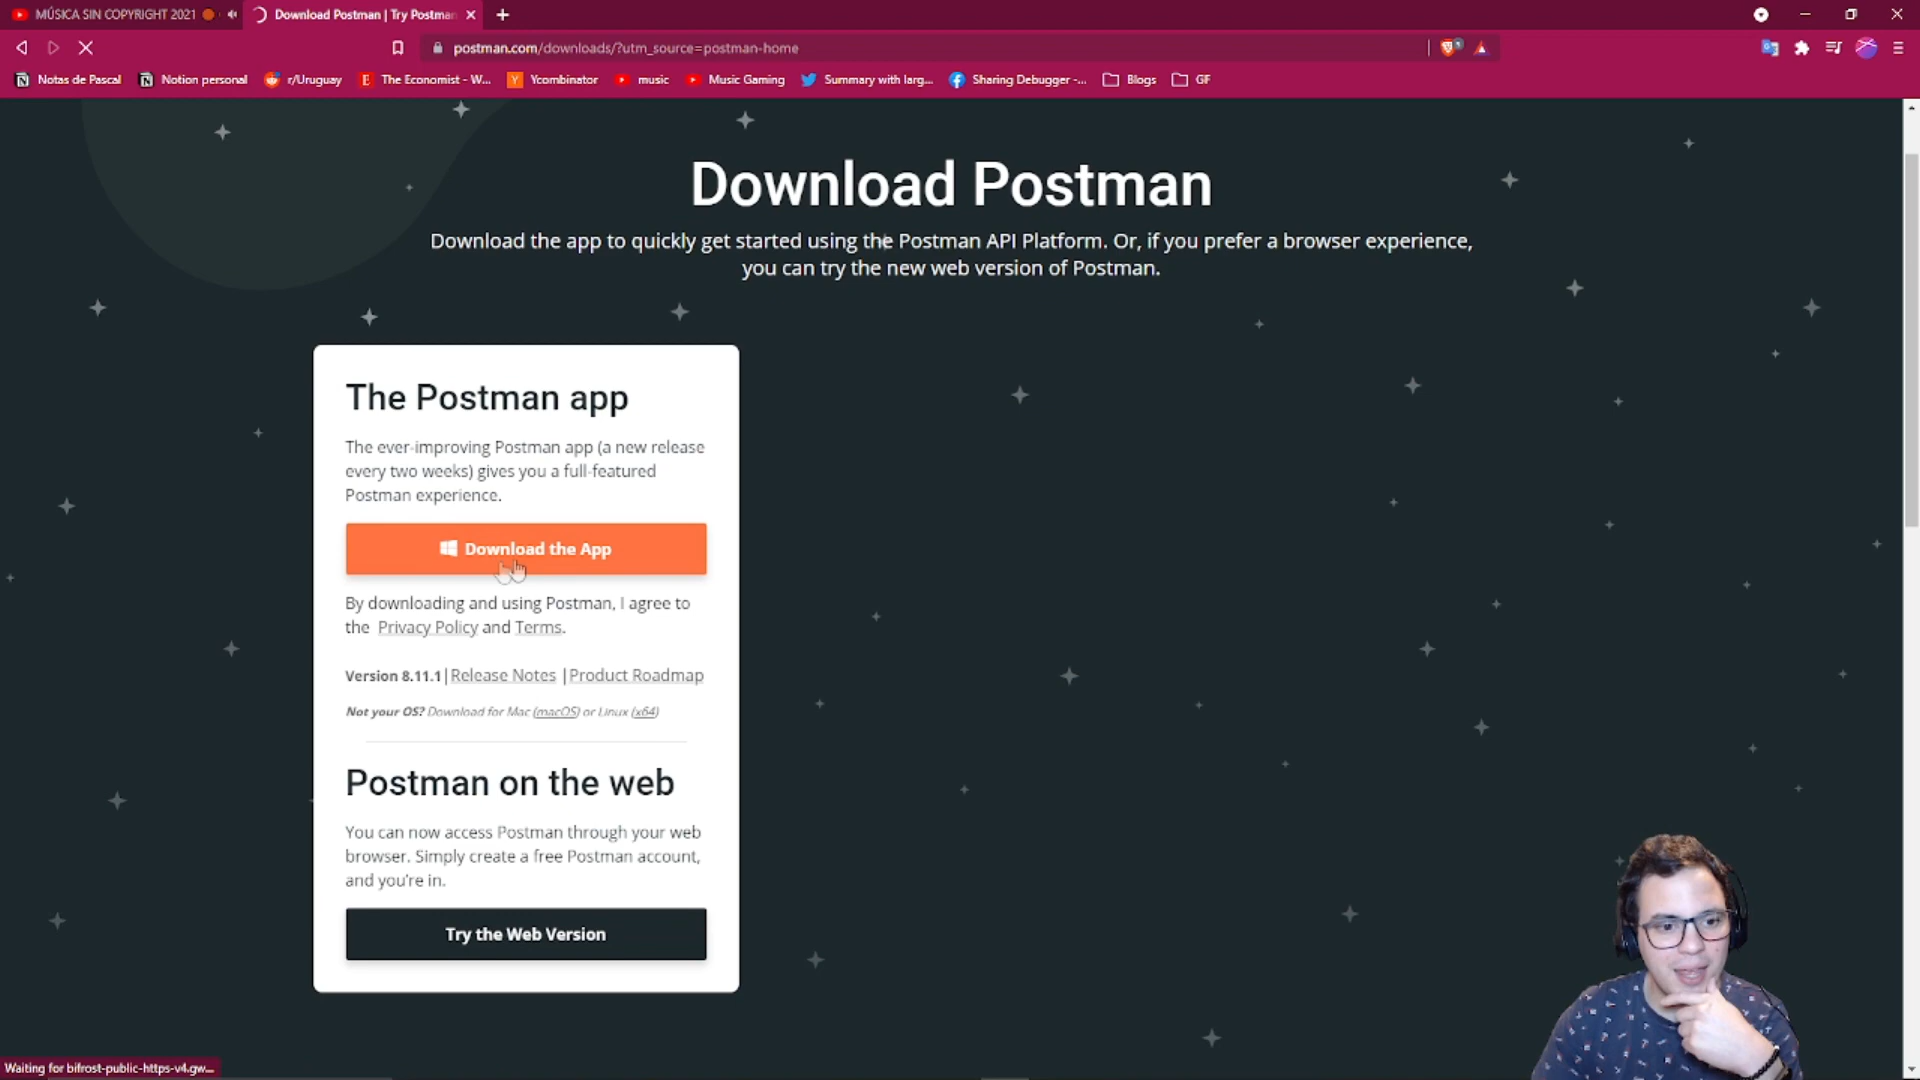 MÚSICA SIN COPYRIGHT 2021
Download Postman | Try Postman
postman.com/downloads/?utm_source=postman-home
Notas de Pascal
Notion personal
r/Uruguay
The Economist - W...
Ycombinator
music
Music Gaming
Summary with larg...
Sharing Debugger -...
Blogs
GIF
Download Postman
Download the app to quickly get started using the Postman API Platform. Or, if you prefer a browser experience,
you can try the new web version of Postman.
The Postman app
The ever-improving Postman app (a new release
every two weeks) gives you a full-featured
Postman experience.
Download the App
By downloading and using Postman, I agree to
the Privacy Policy and Terms.
Version 8.11.1 | Release Notes | Product Roadmap
Not your OS? Download for Mac (macOS) or Linux (x64)
Postman on the web
You can now access Postman through your web
browser. Simply create a free Postman account,
and you're in.
Try the Web Version
Waiting for bifrost-public-https-v4.gw...